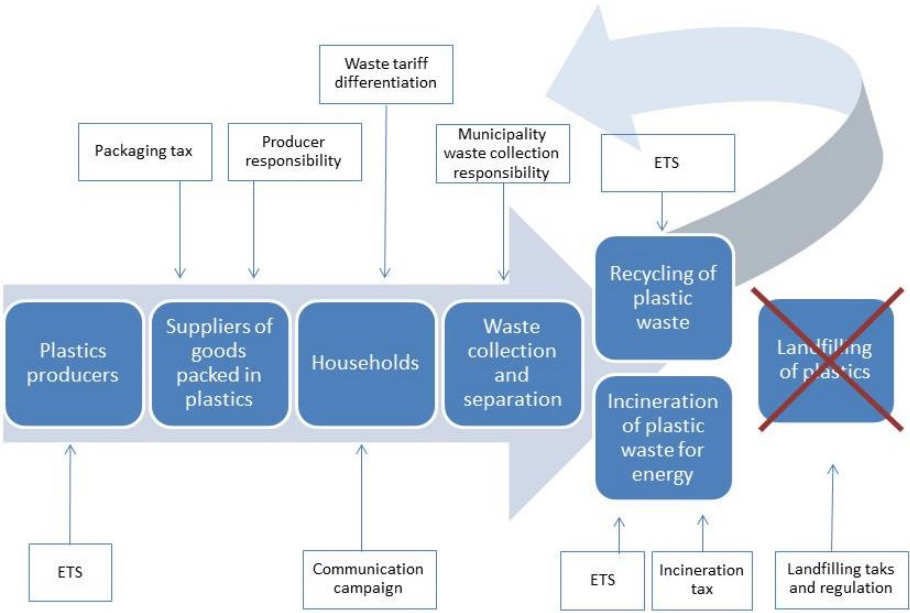 Waste tariff
differentiation
Packaging tax
Producer
responsibility
Municipality
waste collection
responsibility
ETS
Plastics
producers
Suppliers of
goods
packed in
plastics
Households
Waste
collection
and
separation
Recycling of
plastic
waste
Incineration
of plastic
waste for
energy
Landfilling
of plastics
ETS
Communication
campaign
ETS
Incineration
tax
Landfilling taks
and regulation